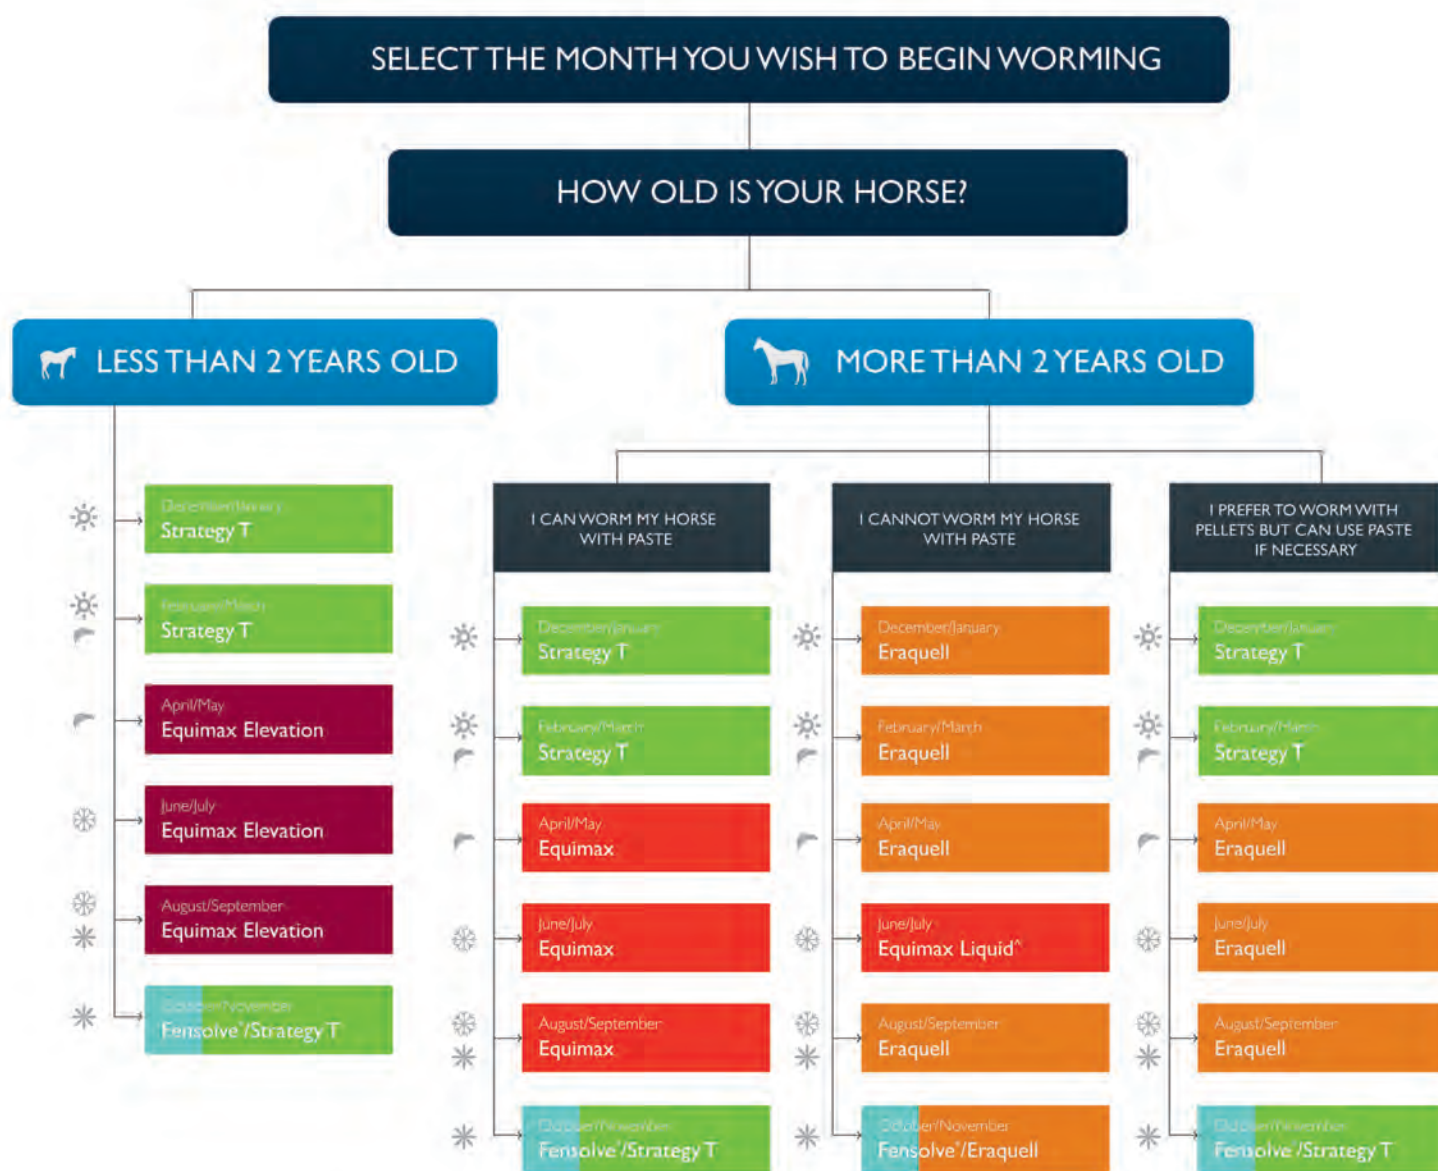 SELECT THE MONTH YOU WISH TO BEGIN WORMING
HOW OLD IS YOUR HORSE?
LESS THAN 2 YEARS OLD
December/January
Strategy T
February/March
Strategy T
April/May
Equimax Elevation
June/July
Equimax Elevation
August/September
Equimax Elevation
October/November
Fensolve*/Strategy T
MORE THAN 2 YEARS OLD
I CAN WORM MY HORSE
WITH PASTE
December/January
Strategy T
February/March
Strategy T
April/May
Equimax
June/July
Equimax
August/September
Equimax
October/November
Fensolve*/Strategy T
I CANNOT WORM MY HORSE
WITH PASTE
December/January
Eraquell
February/March
Eraquell
April/May
Eraquell
June/July
Equimax Liquid^
August/September
Eraquell
October/November
Fensolve*/Eraquell
I PREFER TO WORM WITH
PELLETS BUT CAN USE PASTE
IF NECESSARY
December/January
Strategy T
February/March
Strategy T
April/May
Eraquell
June/July
Eraquell
August/September
Eraquell
October/November
Fensolve*/Strategy T